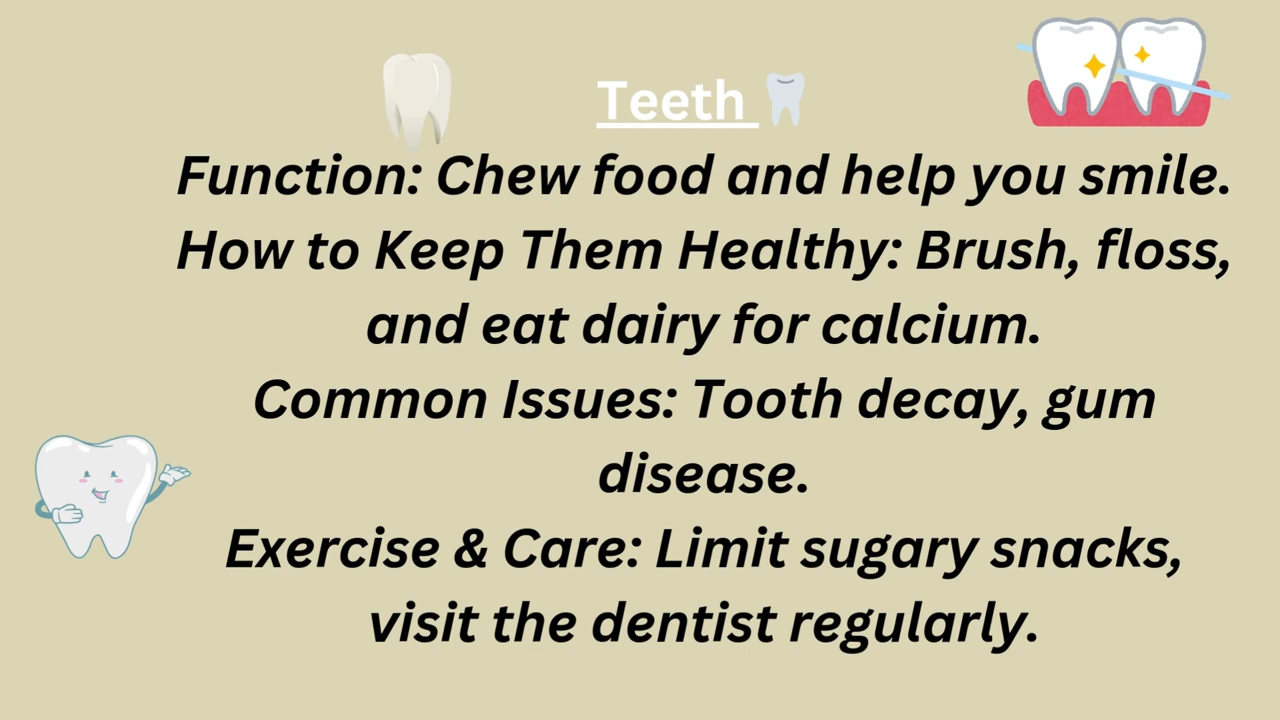 Teeth
Function: Chew food and help you smile.
How to Keep Them Healthy: Brush, floss,
and eat dairy for calcium.
Common Issues: Tooth decay, gum
disease.
Exercise & Care: Limit sugary snacks,
visit the dentist regularly.